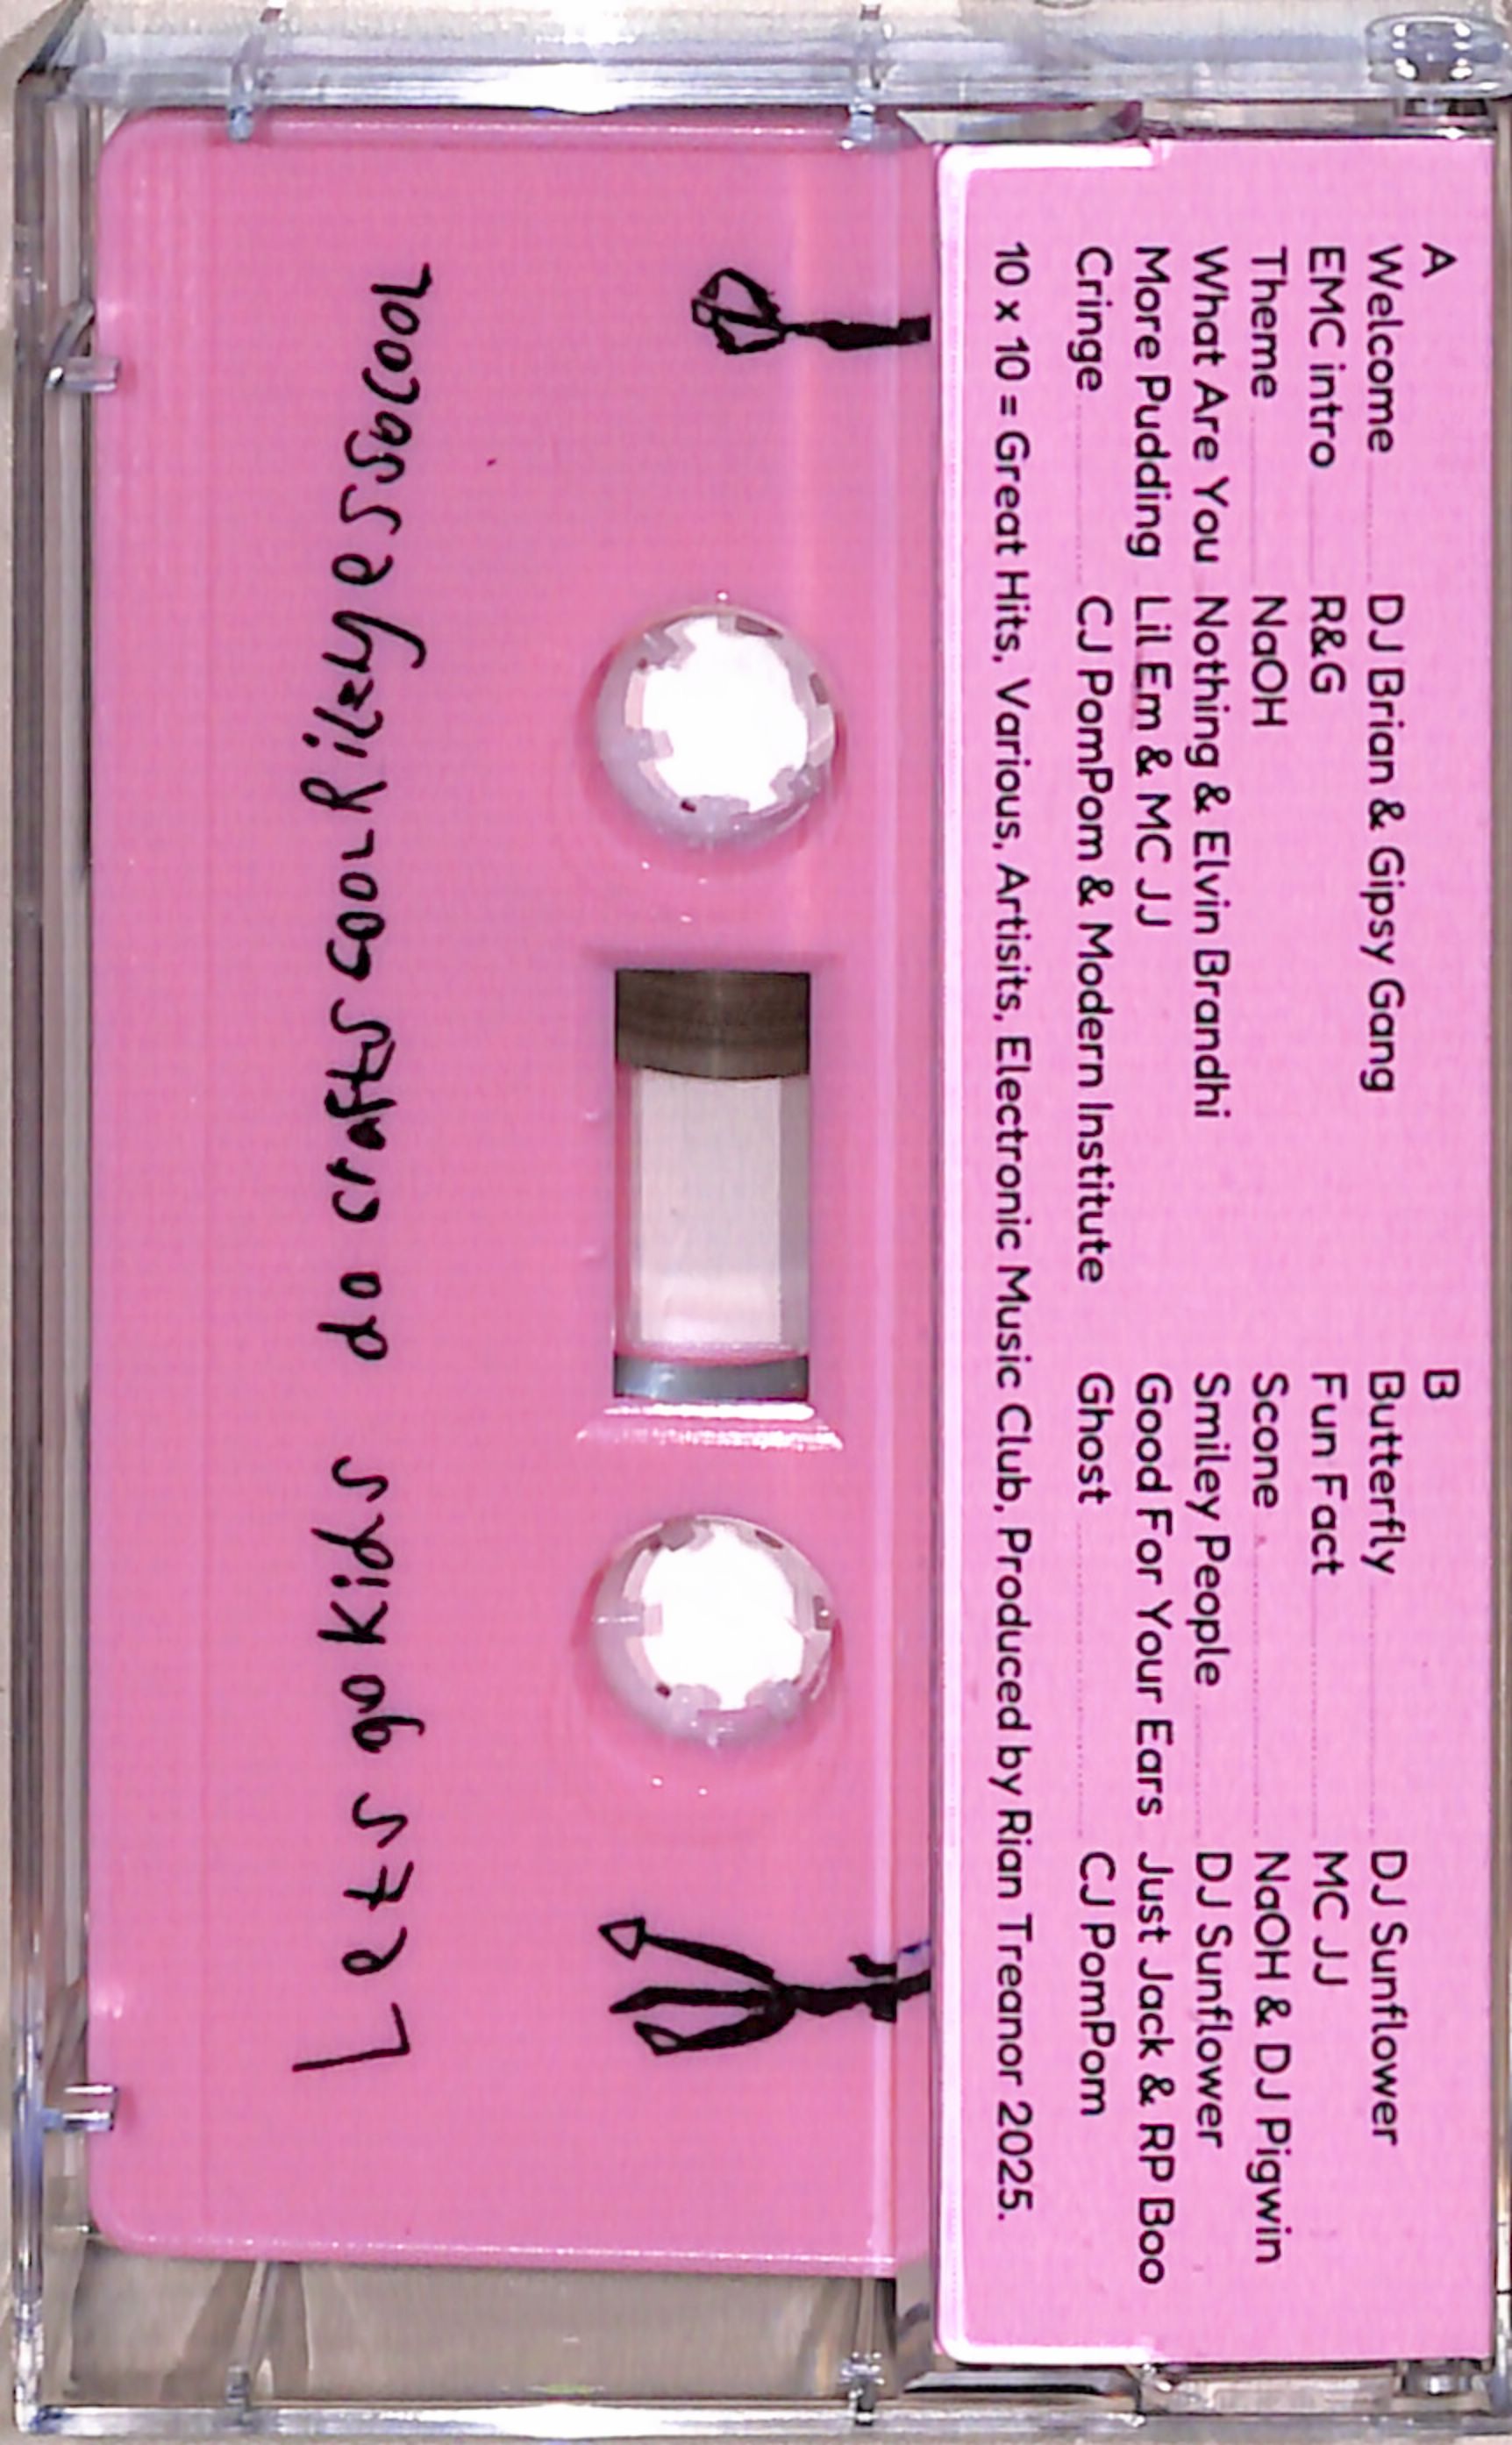 A
Welcome DJ Brian & Gipsy Gang
EMC intro R&G
Theme NaOH
What Are You Nothing & Elvin Brandhi
More Pudding Lil Em & MC JJ
Cringe CJ PomPom & Modern Institute
B
Butterfly DJ Sunflower
Fun Fact MC JJ
Scone NaOH & DJ Pigwin
Smiley People DJ Sunflower
Good For Your Ears Just Jack & RP Boo
Ghost CJ PomPom
10 x 10 = Great Hits, Various, Artisits, Electronic Music Club, Produced by Rian Treanor 2025.
Lets go Kids do crafts cool